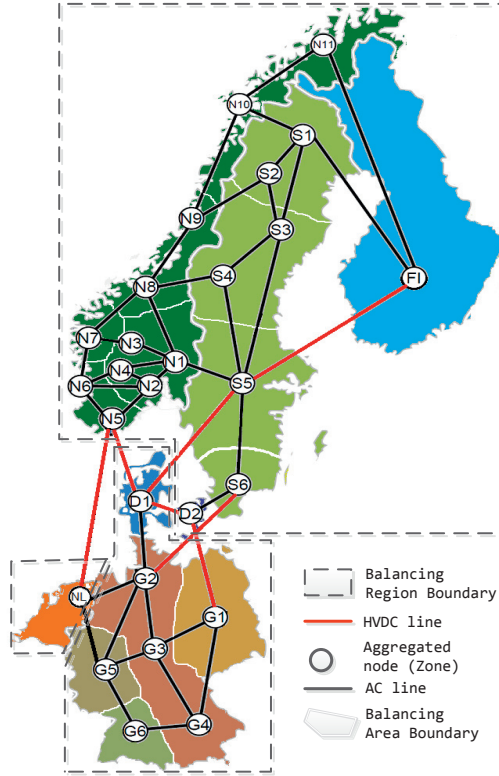 N11
N10
S1
S2
N9
S3
N8
S4
FI
N7
N3
N4
N1
N6
N2
S5
N5
S6
D1
D2
G2
NL
G1
G3
G5
G4
G6
Balancing
Region Boundary
HVDC line
Aggregated
node (Zone)
AC line
Balancing
Area Boundary